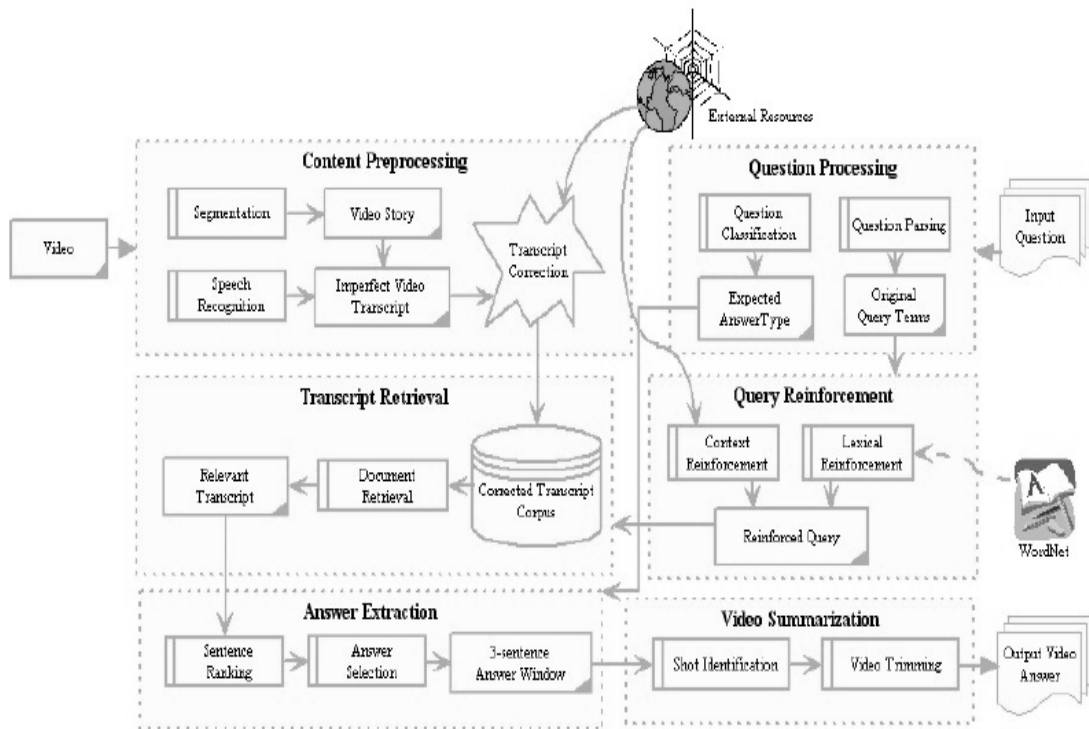 External Resources
Content Preprocessing
Segmentation
Video Story
Speech
Recognition
Imperfect Video
Transcript
Transcript
Correction
Video
Question Processing
Question
Classification
Question Parsing
Expected
AnswerType
Original
Query Terms
Input
Question
Transcript Retrieval
Relevant
Transcript
Document
Retrieval
Corrected Transcript
Corpus
Query Reinforcement
Context
Reinforcement
Lexical
Reinforcement
Reinforced Query
A
WordNet
Answer Extraction
Sentence
Ranking
Answer
Selection
3-sentence
Answer Window
Video Summarization
Shot Identification
Video Trimming
Output Video
Answer